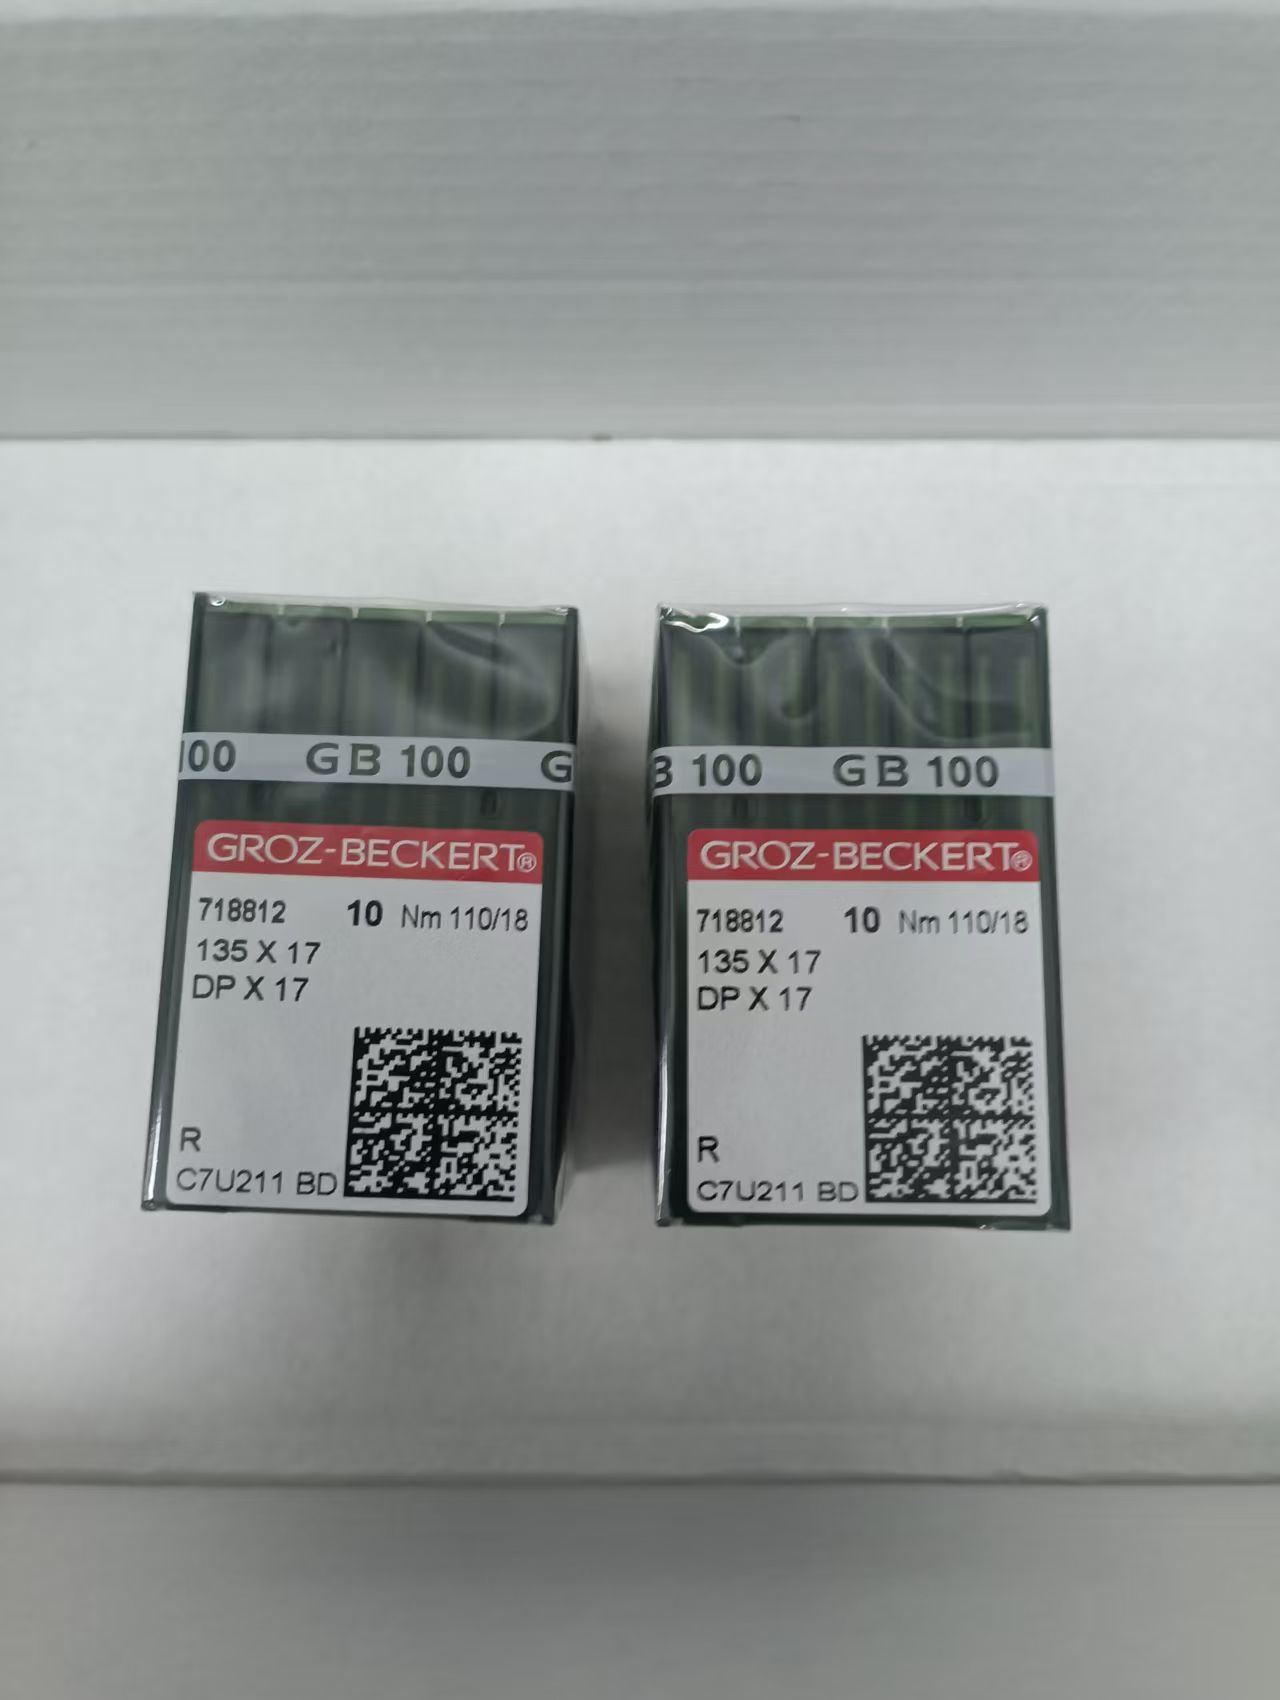 100 GB 100 G
GROZ-BECKERT®
718812 10 Nm 110/18
135 X 17
DP X 17
R
C7U211 BD
B 100 GB 100
GROZ-BECKERT®
718812 10 Nm 110/18
135 X 17
DP X 17
R
C7U211 BD